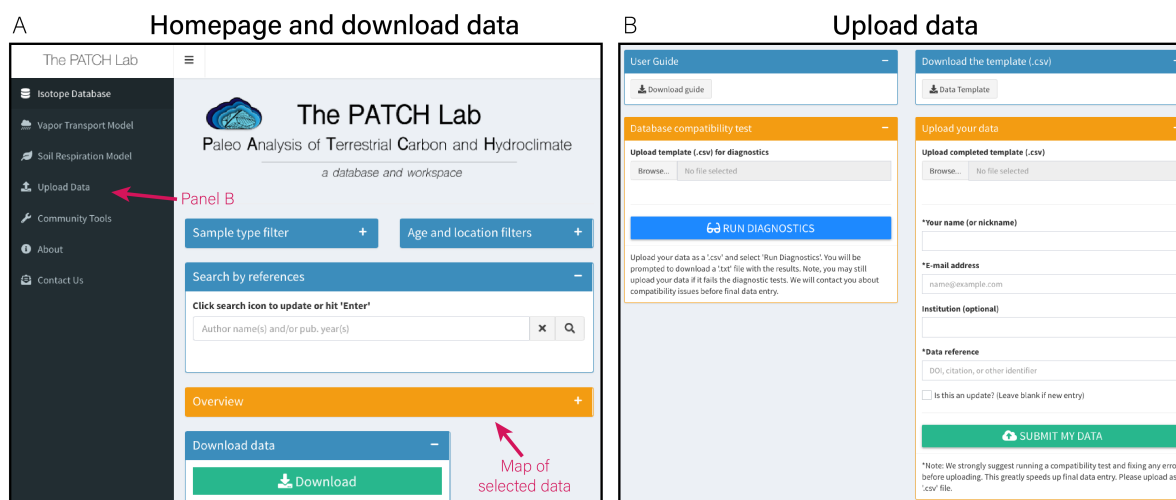 A
Homepage and download data
The PATCH Lab
Isotope Database
Vapor Transport Model
Soil Respiration Model
Upload Data
Community Tools
About
Contact Us
Panel B
The PATCH Lab
Paleo Analysis of Terrestrial Carbon and Hydroclimate
a database and workspace
Sample type filter +
Age and location filters +
Search by references −
Click search icon to update or hit 'Enter'
Author name(s) and/or pub. year(s)
Overview +
Map of
selected data
Download data −
Download
B
Upload data
User Guide −
Download guide
Database compatibility test −
Upload template (.csv) for diagnostics
Browse... No file selected
RUN DIAGNOSTICS
Upload your data as a '.csv' and select 'Run Diagnostics'. You will be
prompted to download a '.txt' file with the results. Note, you may still
upload your data if it fails the diagnostic tests. We will contact you about
compatibility issues before final data entry.
Download the template (.csv)
Data Template
Upload your data
Upload completed template (.csv)
Browse... No file selected
*Your name (or nickname)
*E-mail address
name@example.com
Institution (optional)
*Data reference
DOI, citation, or other identifier
Is this an update? (Leave blank if new entry)
SUBMIT MY DATA
*Note: We strongly suggest running a compatibility test and fixing any
before uploading. This greatly speeds up final data entry. Please upload
'.csv' file.